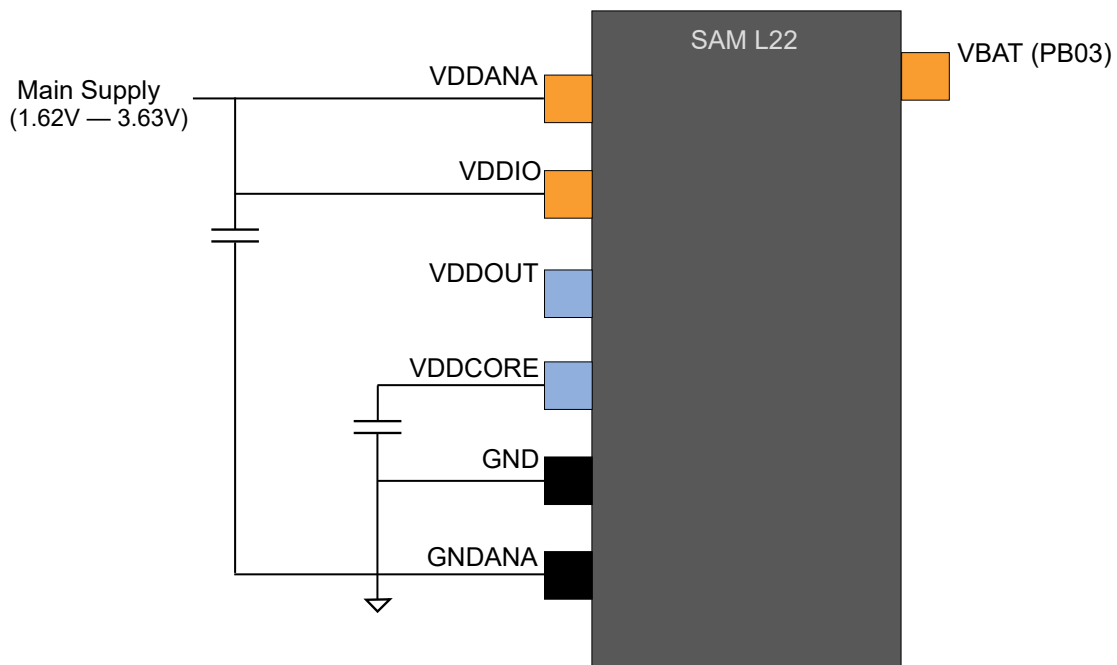 SAM L22
VBAT (PB03)
VDDANA
Main Supply
(1.62V — 3.63V)
VDDIO
VDDOUT
VDDCORE
GND
GNDANA